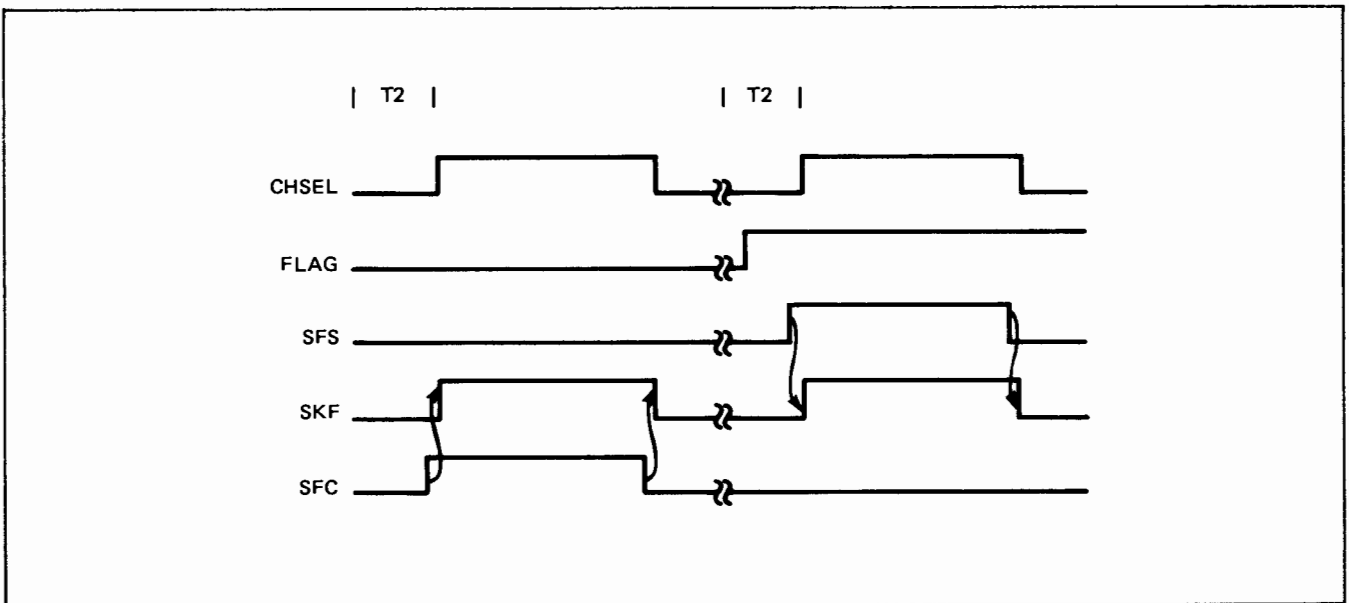 | T2 | | T2 |
CHSEL
FLAG
SFS
SKF
SFC